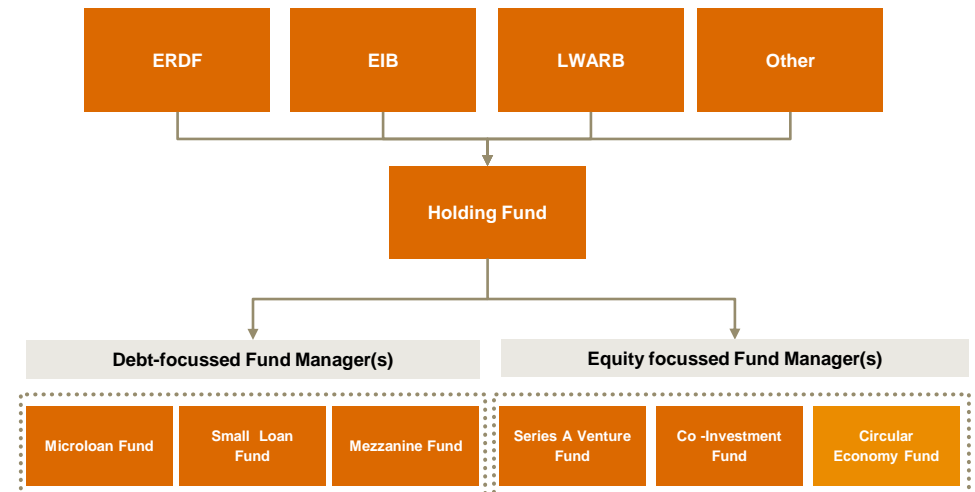 ERDF
EIB
LWARB
Other
Holding Fund
Debt-focussed Fund Manager(s)
Equity focussed Fund Manager(s)
Microloan Fund
Small Loan
Fund
Mezzanine Fund
Series A Venture
Fund
Co -Investment
Fund
Circular
Economy Fund